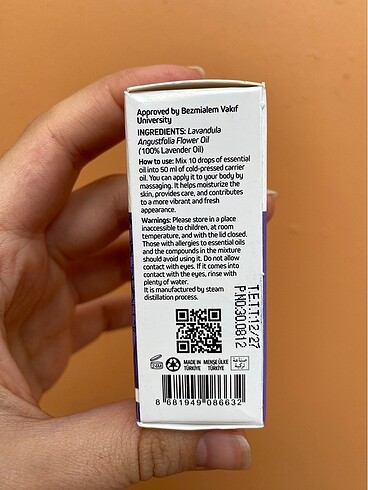 Approved by Bezmialem Vakıf
University
INGREDIENTS: Lavandula
Angustfolia Flower Oil
(100% Lavender Oil)
How to use: Mix 10 drops of essential
oil into 50 ml of cold-pressed carrier
oil. You can apply it to your body by
massaging. It helps moisturize the
skin, provides care, and contributes
to a more vibrant and fresh
appearance.
Warnings: Please store in a place
inaccessible to children, at room
temperature, and with the lid closed.
Those with allergies to essential oils
and the compounds in the mixture
should avoid using it. Do not allow
contact with eyes. If it comes into
contact with eyes, rinse with
plenty of water.
It is manufactured by steam
distillation process.
T.E.T.T:12/27
P.NO:30.0812
MADE IN
TÜRKİYE
MENŞE ÜLKE
TÜRKİYE
صناعة
تركية
8 681949 086632